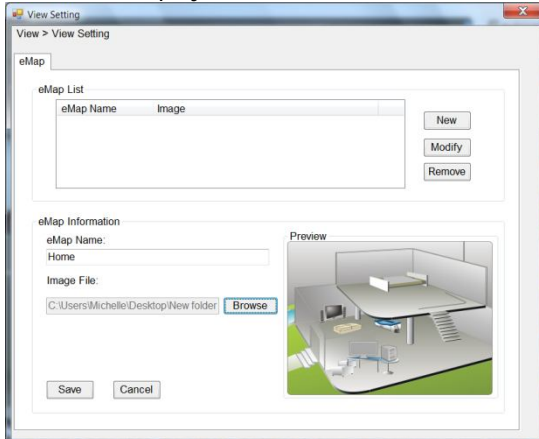 View Setting
View > View Setting
eMap
eMap List
eMap Name Image
New
Modify
Remove
eMap Information
eMap Name:
Home
Preview
Image File:
C:\Users\Michelle\Desktop\New folder
Browse
Save Cancel